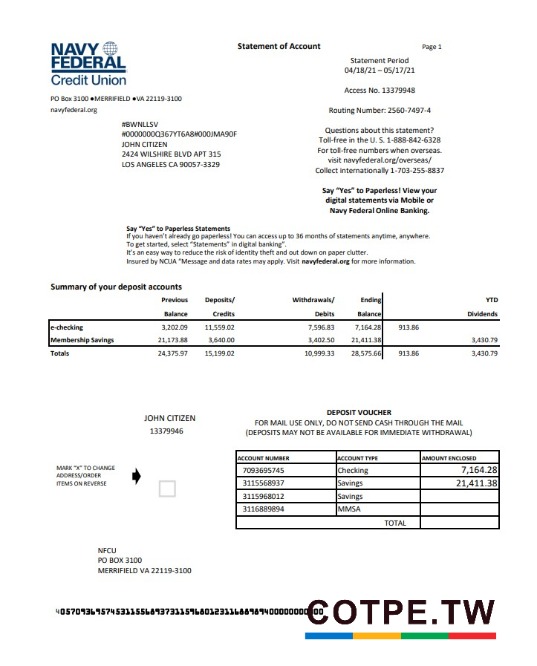 NAVY
FEDERAL
Credit Union
Statement of Account
Page 1
Statement Period
04/18/21 – 05/17/21
Access No. 13379948
Routing Number: 2560-7497-4
Questions about this statement?
Toll-free in the U. S. 1-888-842-6328
For toll-free numbers when overseas.
visit navyfederal.org/overseas/
Collect internationally 1-703-255-8837
Say “Yes” to Paperless! View your
digital statements via Mobile or
Navy Federal Online Banking.
PO Box 3100 ●MERRIFIELD ●VA 22119-3100
navyfederal.org
#BWNLLSV
#0000000Q367YT6A8#000JMA90F
JOHN CITIZEN
2424 WILSHIRE BLVD APT 315
LOS ANGELES CA 90057-3329
Say “Yes” to Paperless Statements
If you haven't already go paperless! You can access up to 36 months of statements anytime, anywhere.
To get started, select “Statements” in digital banking”.
It's an easy way to reduce the risk of identity theft and out down on paper clutter.
Insured by NCUA “Message and data rates may apply. Visit navyfederal.org for more information.
Summary of your deposit accounts
Previous Deposits/ Withdrawals/ Ending YTD
Balance Credits Debits Balance Dividends
e-checking 3,202.09 11,559.02 7,596.83 7,164.28 913.86
Membership Savings 21,173.88 3,640.00 3,402.50 21,411.38 3,430.79
Totals 24,375.97 15,199.02 10,999.33 28,575.66 913.86 3,430.79
JOHN CITIZEN
13379946
DEPOSIT VOUCHER
FOR MAIL USE ONLY, DO NOT SEND CASH THROUGH THE MAIL
(DEPOSITS MAY NOT BE AVAILABLE FOR IMMEDIATE WITHDRAWAL)
MARK "X" TO CHANGE
ADDRESS/ORDER
ITEMS ON REVERSE
ACCOUNT NUMBER ACCOUNT TYPE AMOUNT ENCLOSED
7093695745 Checking 7,164.28
3115568937 Savings 21,411.38
3115968012 Savings
3116889894 MMSA
TOTAL
NFCU
PO BOX 3100
MERRIFIELD VA 22119-3100
COTPE.TW